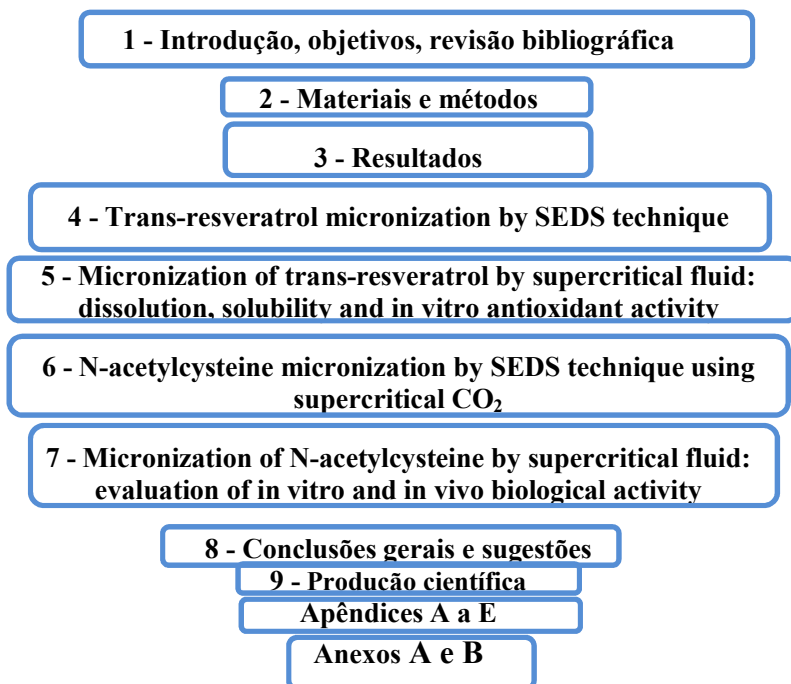 1 - Introdução, objetivos, revisão bibliográfica
2 - Materiais e métodos
3 - Resultados
4 - Trans-resveratrol micronization by SEDS technique
5 - Micronization of trans-resveratrol by supercritical fluid:
dissolution, solubility and in vitro antioxidant activity
6 - N-acetylcysteine micronization by SEDS technique using
supercritical CO₂
7 - Micronization of N-acetylcysteine by supercritical fluid:
evaluation of in vitro and in vivo biological activity
8 - Conclusões gerais e sugestões
9 - Produção científica
Apêndices A a E
Anexos A e B